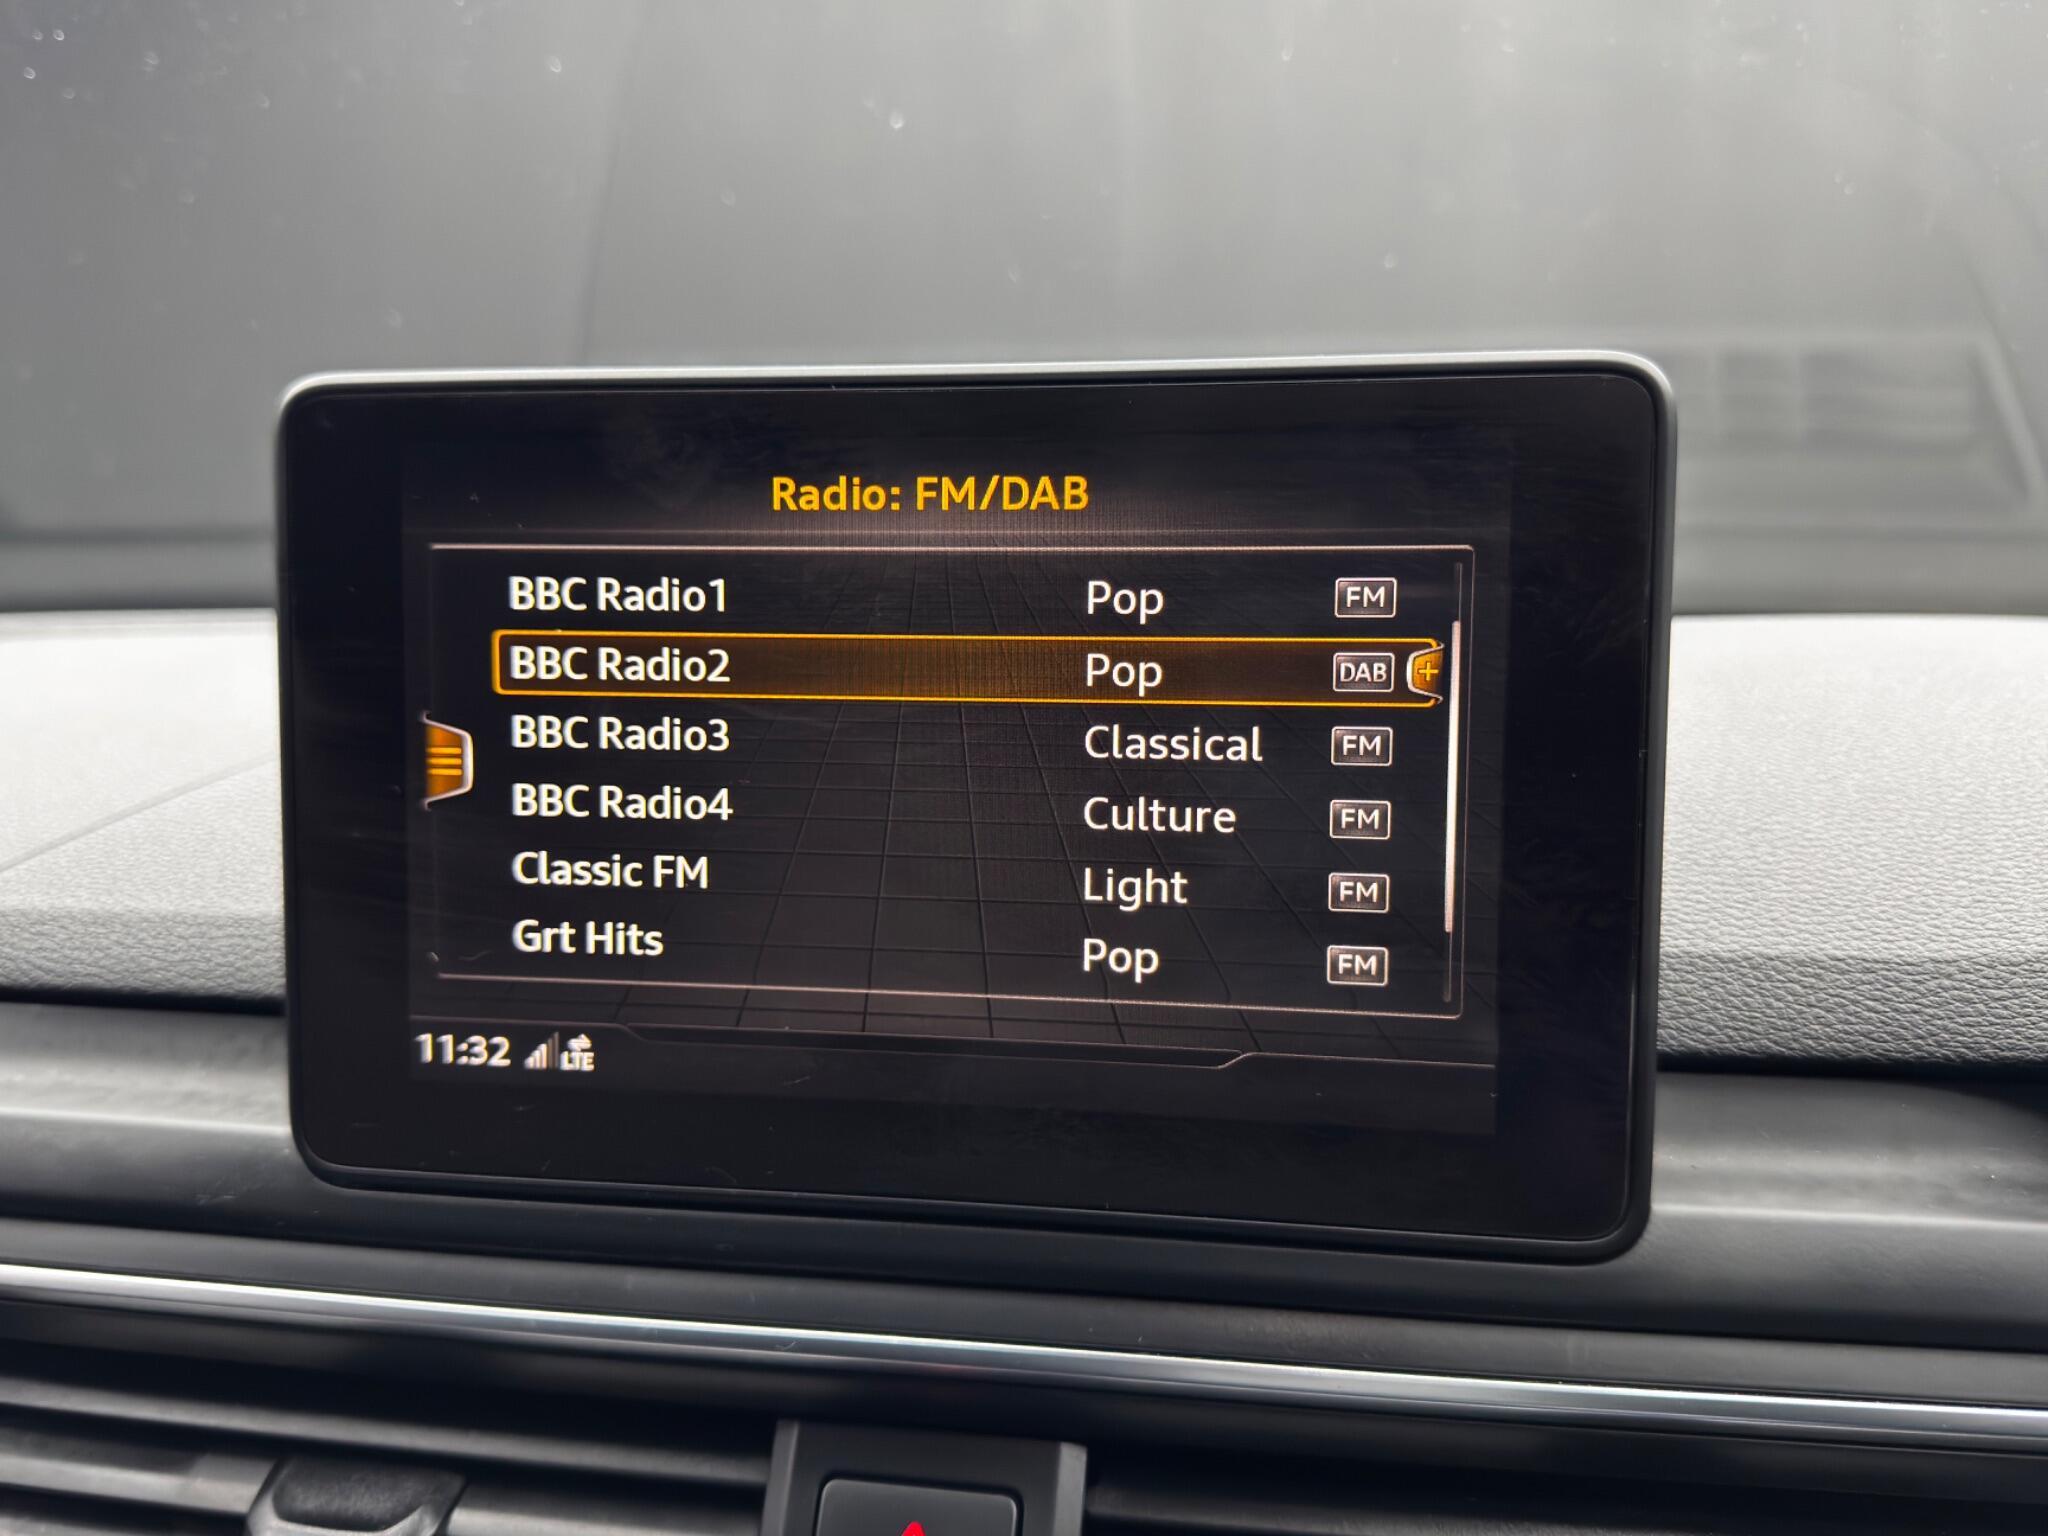 Radio: FM/DAB
BBC Radio1 Pop FM
BBC Radio2 Pop DAB +
BBC Radio3 Classical FM
BBC Radio4 Culture FM
Classic FM Light FM
Grt Hits Pop FM
11:32 LTE